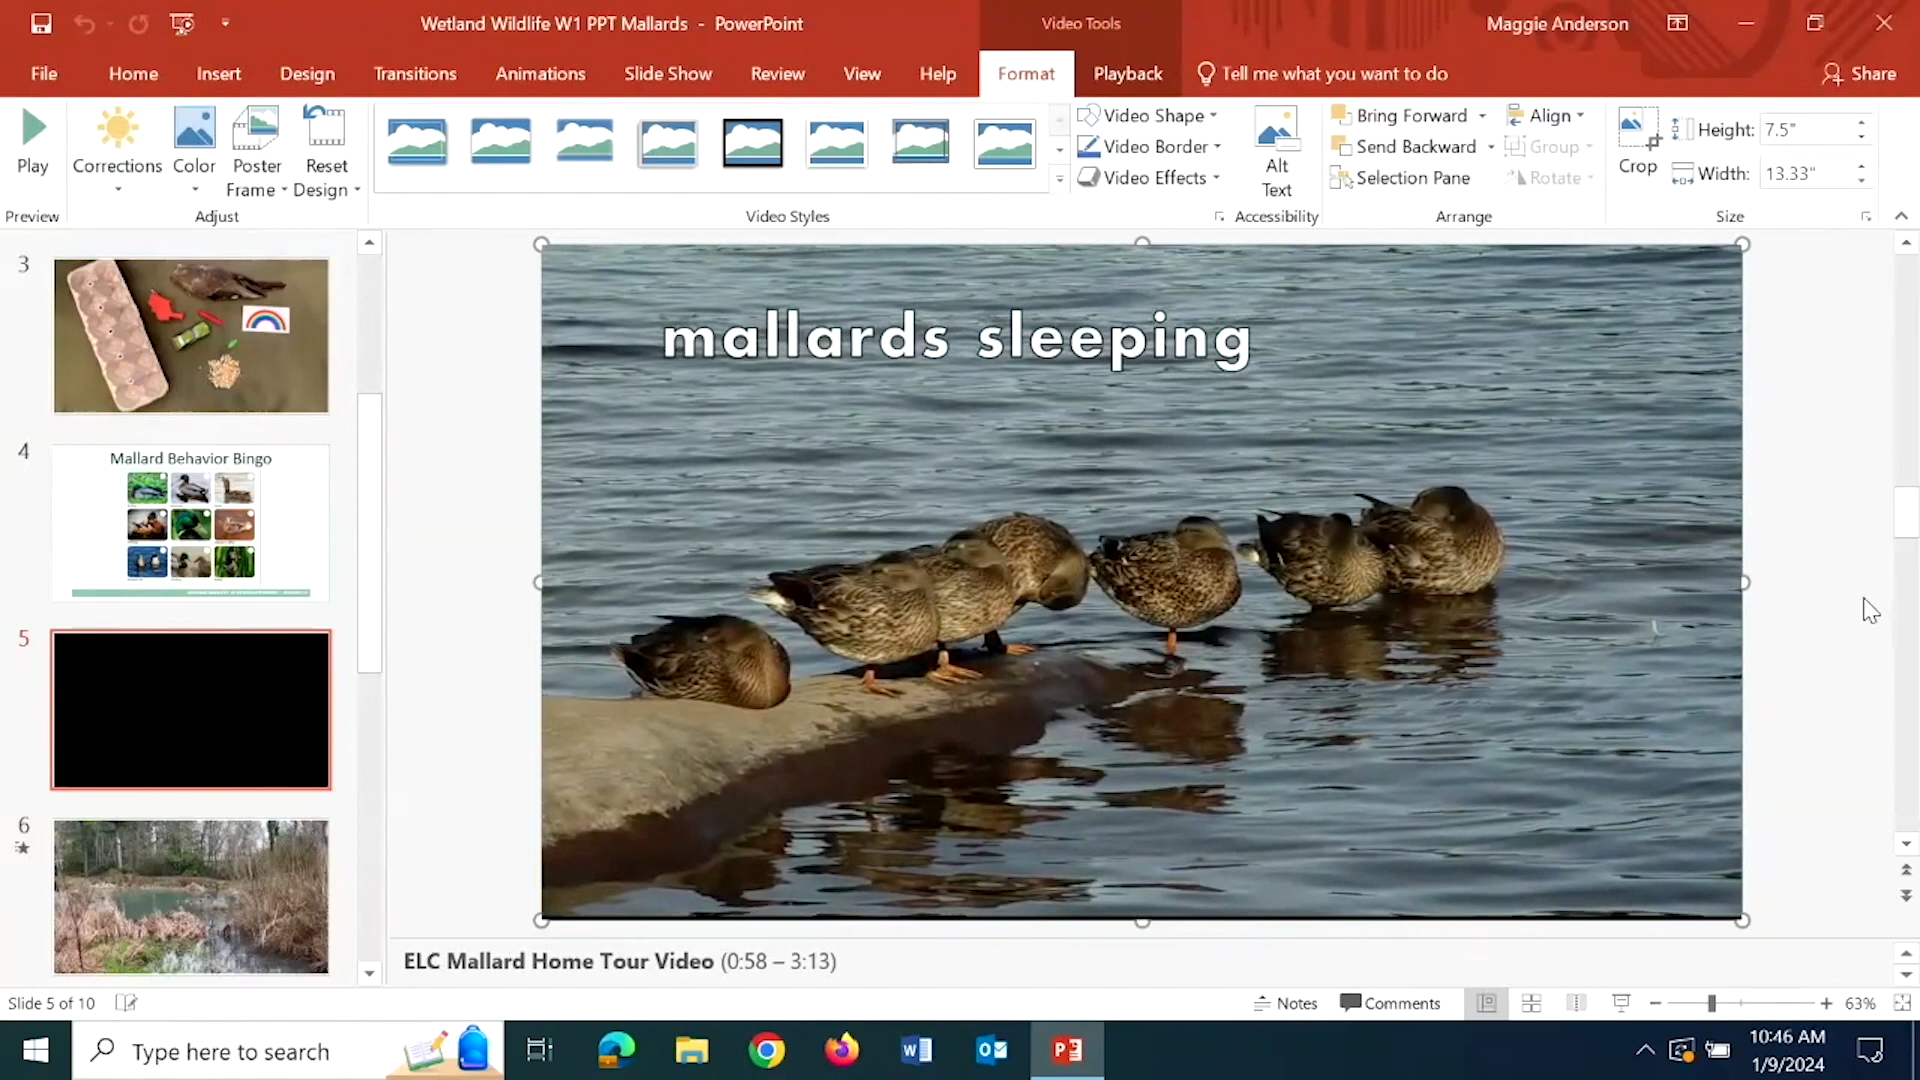 Wetland Wildlife W1 PPT Mallards - PowerPoint
Video Tools
Maggie Anderson
File
Home
Insert
Design
Transitions
Animations
Slide Show
Review
View
Help
Format
Playback
Tell me what you want to do
Share
Play
Corrections
Color
Poster
Frame
Reset
Design
Video Shape
Video Border
Video Effects
Alt
Text
Bring Forward
Send Backward
Selection Pane
Align
Group
Rotate
Crop
Height: 7.5"
Width: 13.33"
Preview
Adjust
Video Styles
Accessibility
Arrange
Size
3
4
Mallard Behavior Bingo
5
6
mallards sleeping
ELC Mallard Home Tour Video (0:58 – 3:13)
Slide 5 of 10
Notes
Comments
63%
Type here to search
10:46 AM
1/9/2024